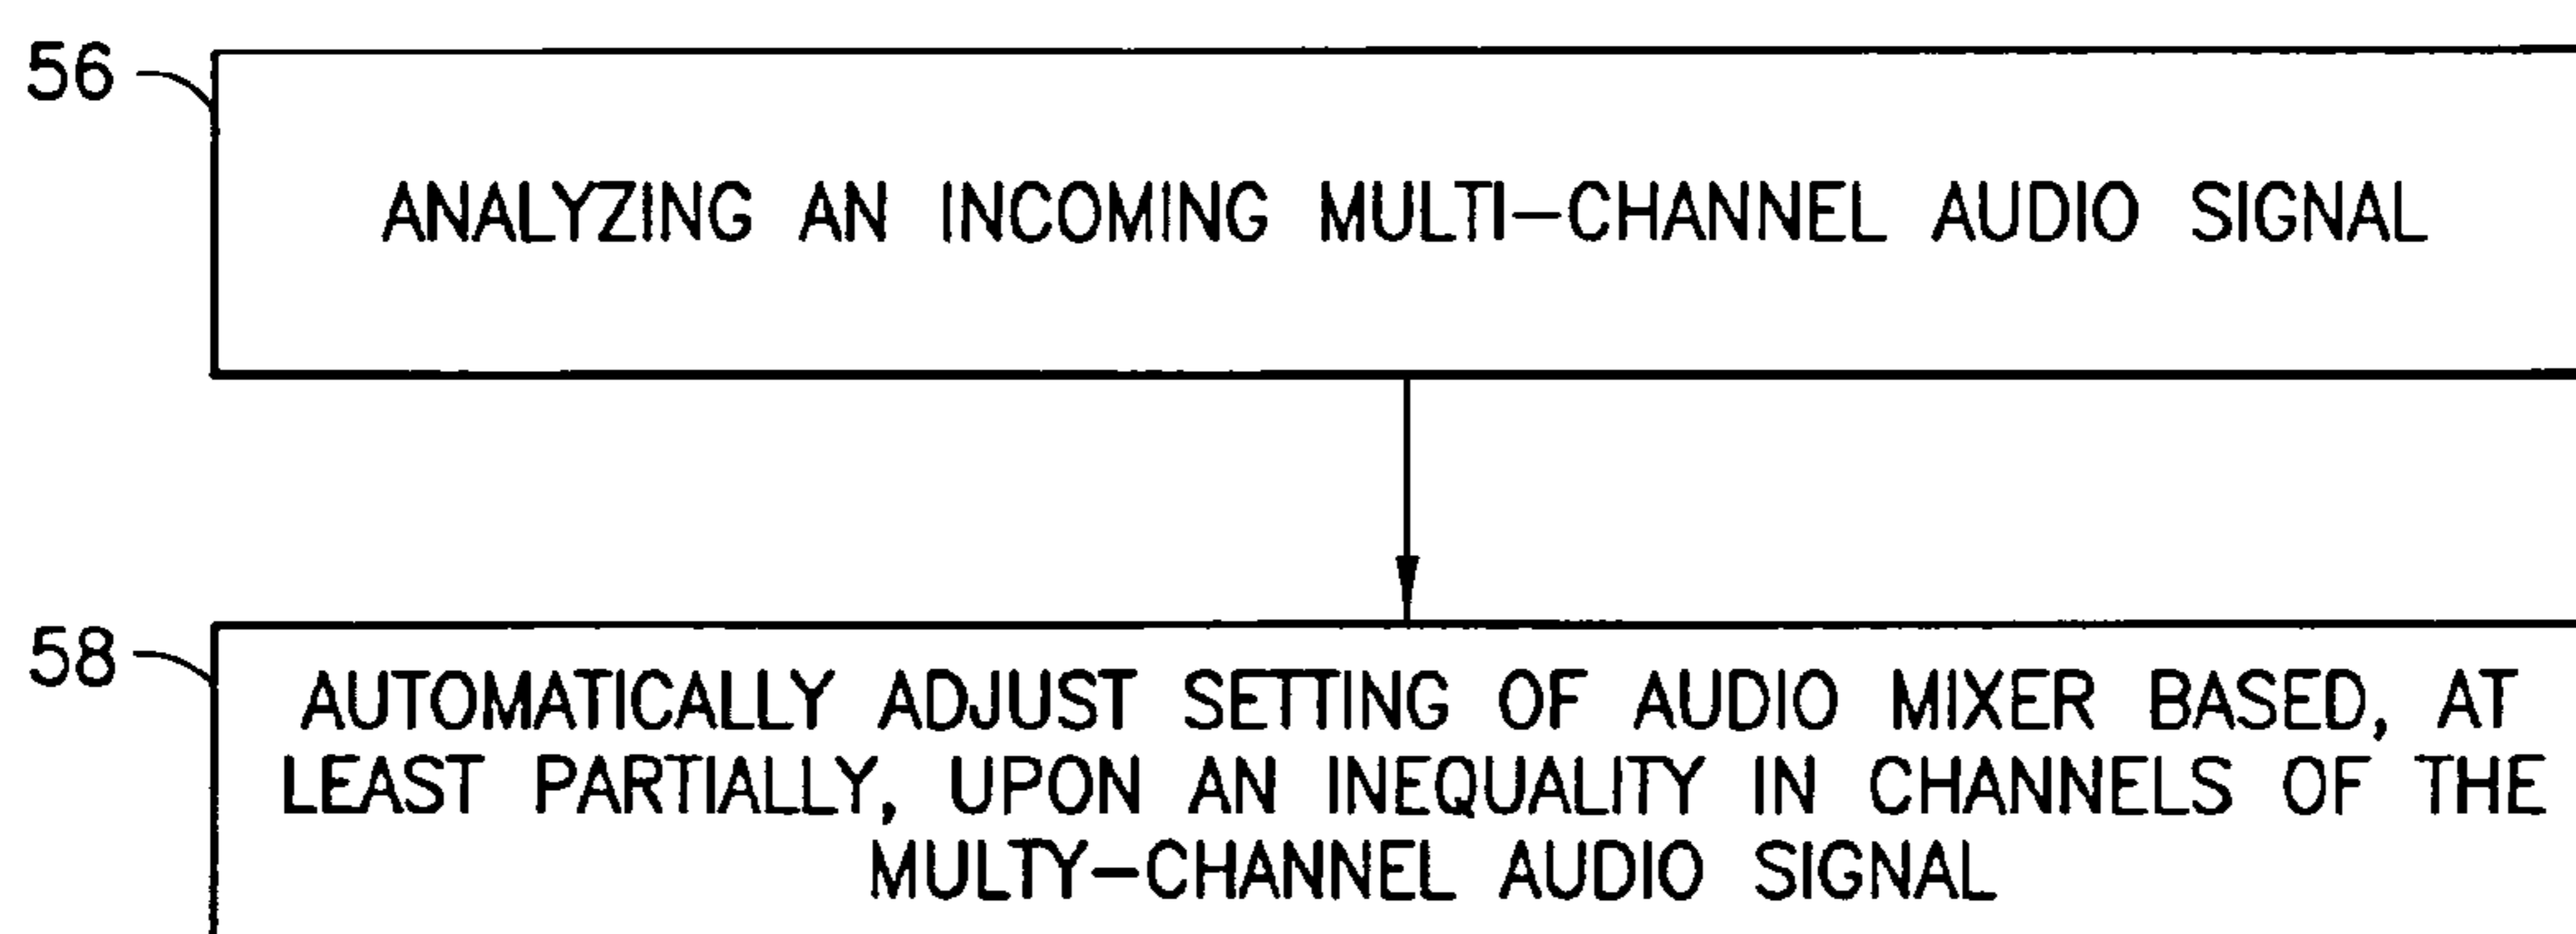 56
ANALYZING AN INCOMING MULTI-CHANNEL AUDIO SIGNAL
58
AUTOMATICALLY ADJUST SETTING OF AUDIO MIXER BASED, AT
LEAST PARTIALLY, UPON AN INEQUALITY IN CHANNELS OF THE
MULTY-CHANNEL AUDIO SIGNAL